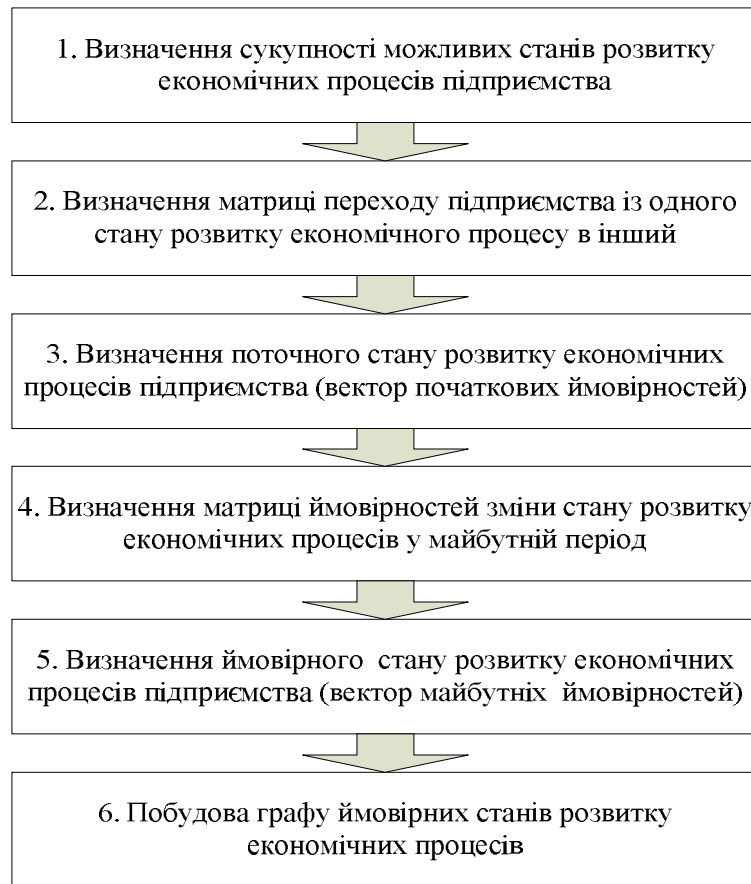 1. Визначення сукупності можливих станів розвитку
економічних процесів підприємства
2. Визначення матриці переходу підприємства із одного
стану розвитку економічного процесу в інший
3. Визначення поточного стану розвитку економічних
процесів підприємства (вектор початкових ймовірностей)
4. Визначення матриці ймовірностей зміни стану розвитку
економічних процесів у майбутній період
5. Визначення ймовірного стану розвитку економічних
процесів підприємства (вектор майбутніх ймовірностей)
6. Побудова графу ймовірних станів розвитку
економічних процесів